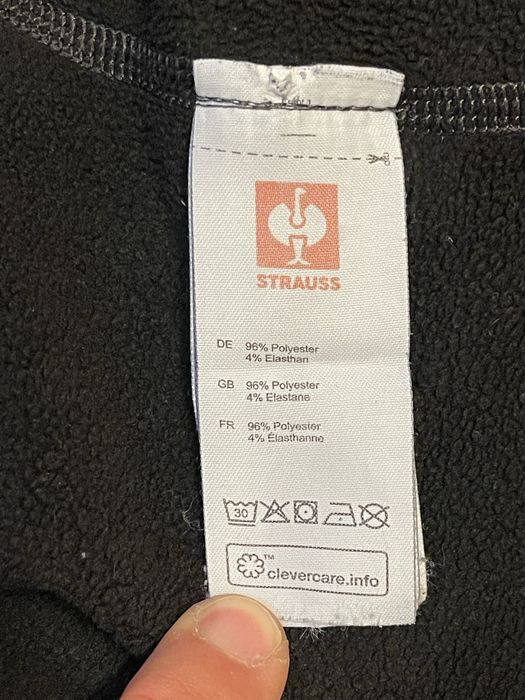 STRAUSS
DE 96% Polyester
4% Elasthan
GB 96% Polyester
4% Elastane
FR 96% Polyester
4% Élasthanne
30
™
clevercare.info